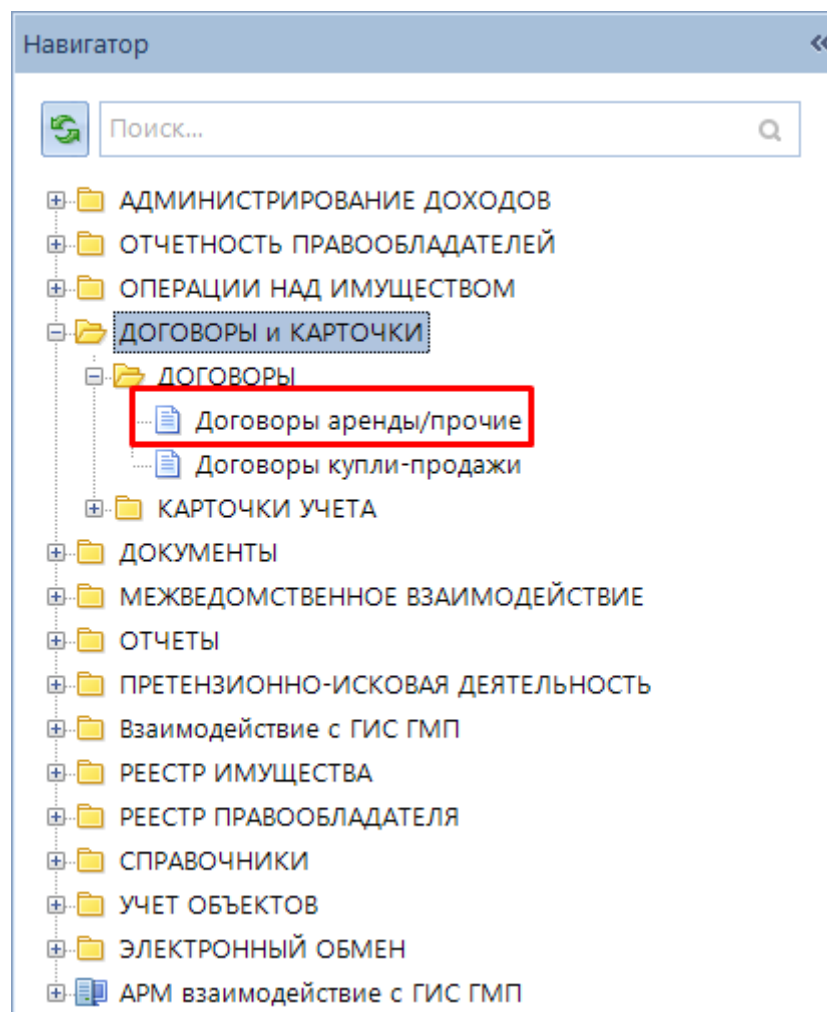 Навигатор
Поиск...
АДМИНИСТРИРОВАНИЕ ДОХОДОВ
ОТЧЕТНОСТЬ ПРАВООБЛАДАТЕЛЕЙ
ОПЕРАЦИИ НАД ИМУЩЕСТВОМ
ДОГОВОРЫ и КАРТОЧКИ
ДОГОВОРЫ
Договоры аренды/прочие
Договоры купли-продажи
КАРТОЧКИ УЧЕТА
ДОКУМЕНТЫ
МЕЖВЕДОМСТВЕННОЕ ВЗАИМОДЕЙСТВИЕ
ОТЧЕТЫ
ПРЕТЕНЗИОННО-ИСКОВАЯ ДЕЯТЕЛЬНОСТЬ
Взаимодействие с ГИС ГМП
РЕЕСТР ИМУЩЕСТВА
РЕЕСТР ПРАВООБЛАДАТЕЛЯ
СПРАВОЧНИКИ
УЧЕТ ОБЪЕКТОВ
ЭЛЕКТРОННЫЙ ОБМЕН
АРМ взаимодействие с ГИС ГМП